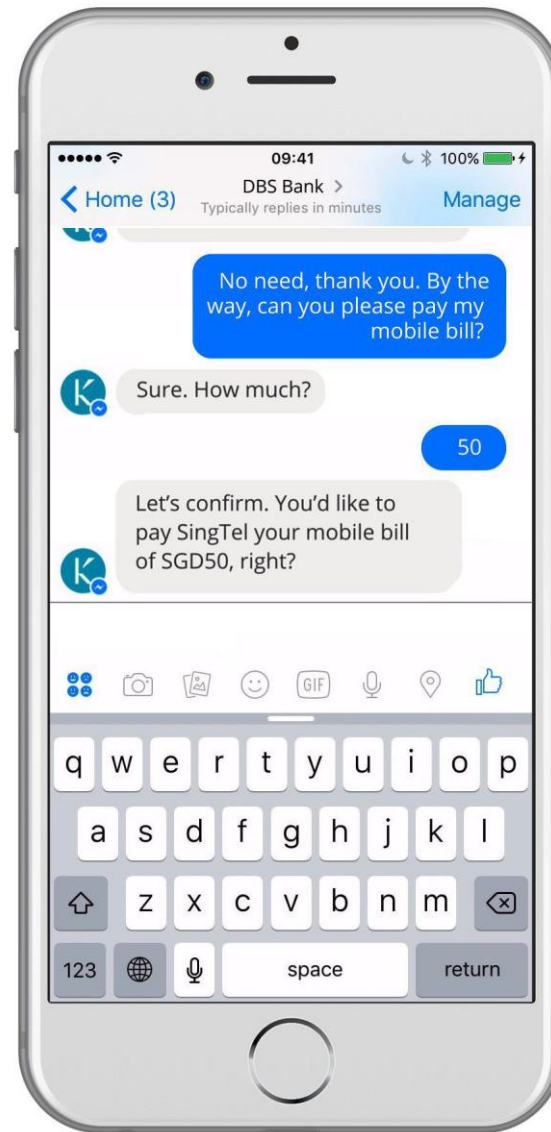 09:41
100%
Home (3)
DBS Bank >
Typically replies in minutes
Manage
No need, thank you. By the
way, can you please pay my
mobile bill?
K
Sure. How much?
50
Let's confirm. You'd like to
pay SingTel your mobile bill
of SGD50, right?
K
GIF
q w e r t y u i o p
a s d f g h j k l
z x c v b n m
123 space return